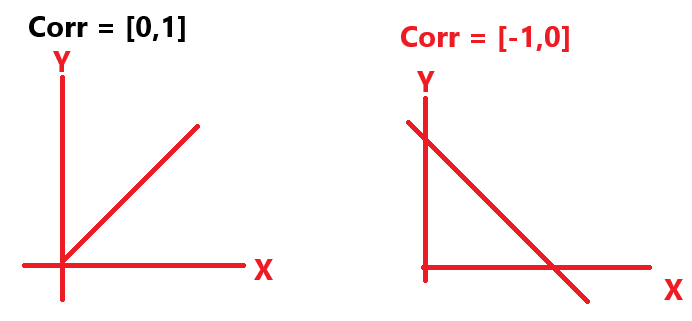 Corr = [0,1]
Y
X
Corr = [-1,0]
Y
X